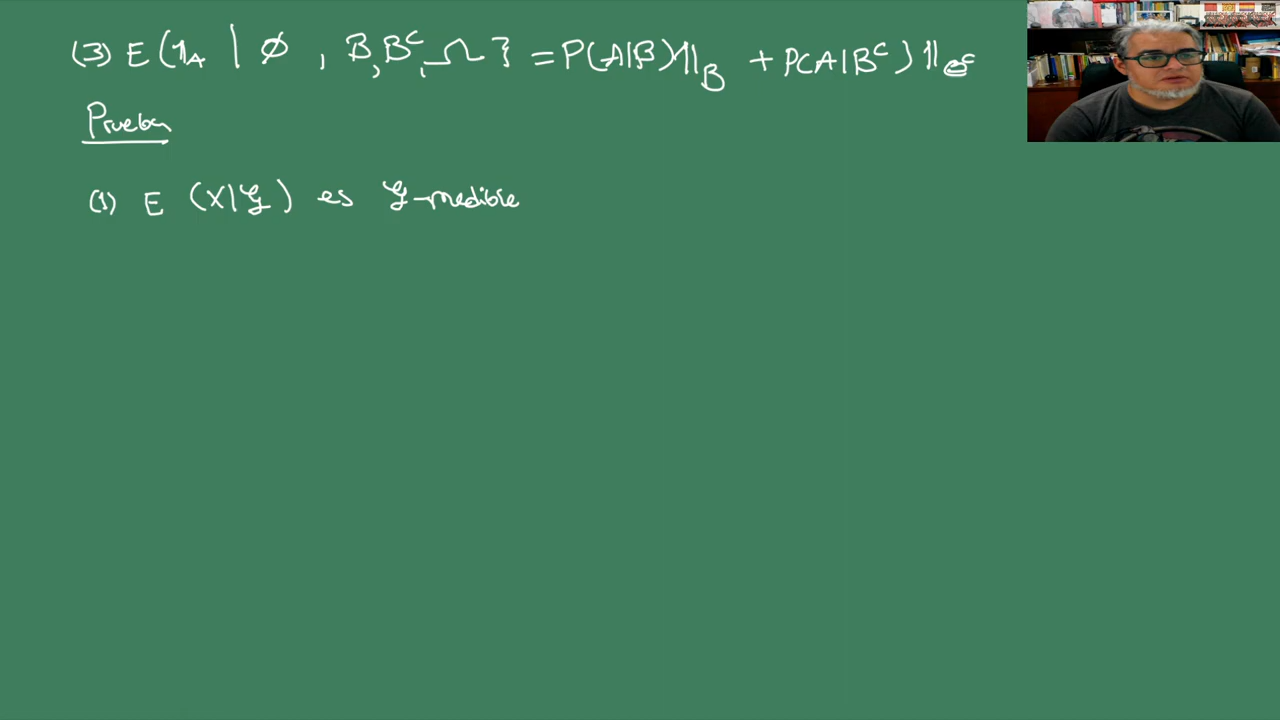 (3) E(𝟙_A | ∅, B, B^c, Ω} = P(A|B)𝟙_B + P(A|B^c)𝟙_{B^c}
Prueba
(1) E (X|𝒢) es 𝒢-medible